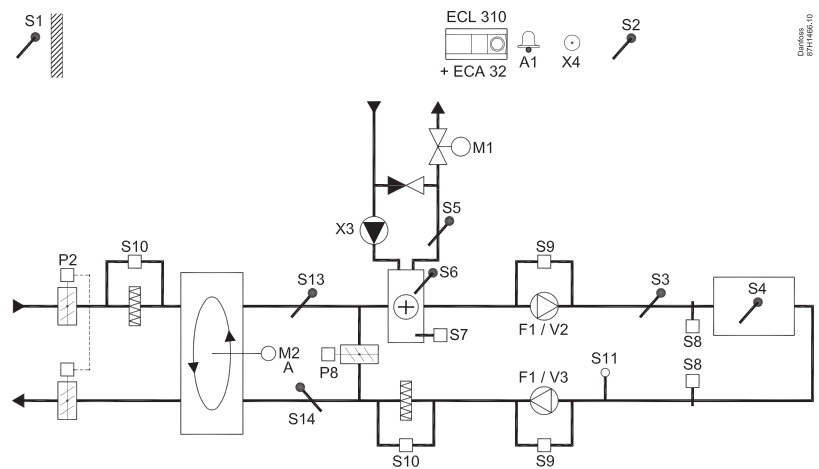 S1
ECL 310
+ ECA 32
A1
X4
S2
Danfoss
87H1466.10
M1
X3
S5
P2
S10
S13
S6
S9
S3
S4
S7
F1 / V2
S8
M2
A
P8
S14
F1 / V3
S11
S8
S10
S9